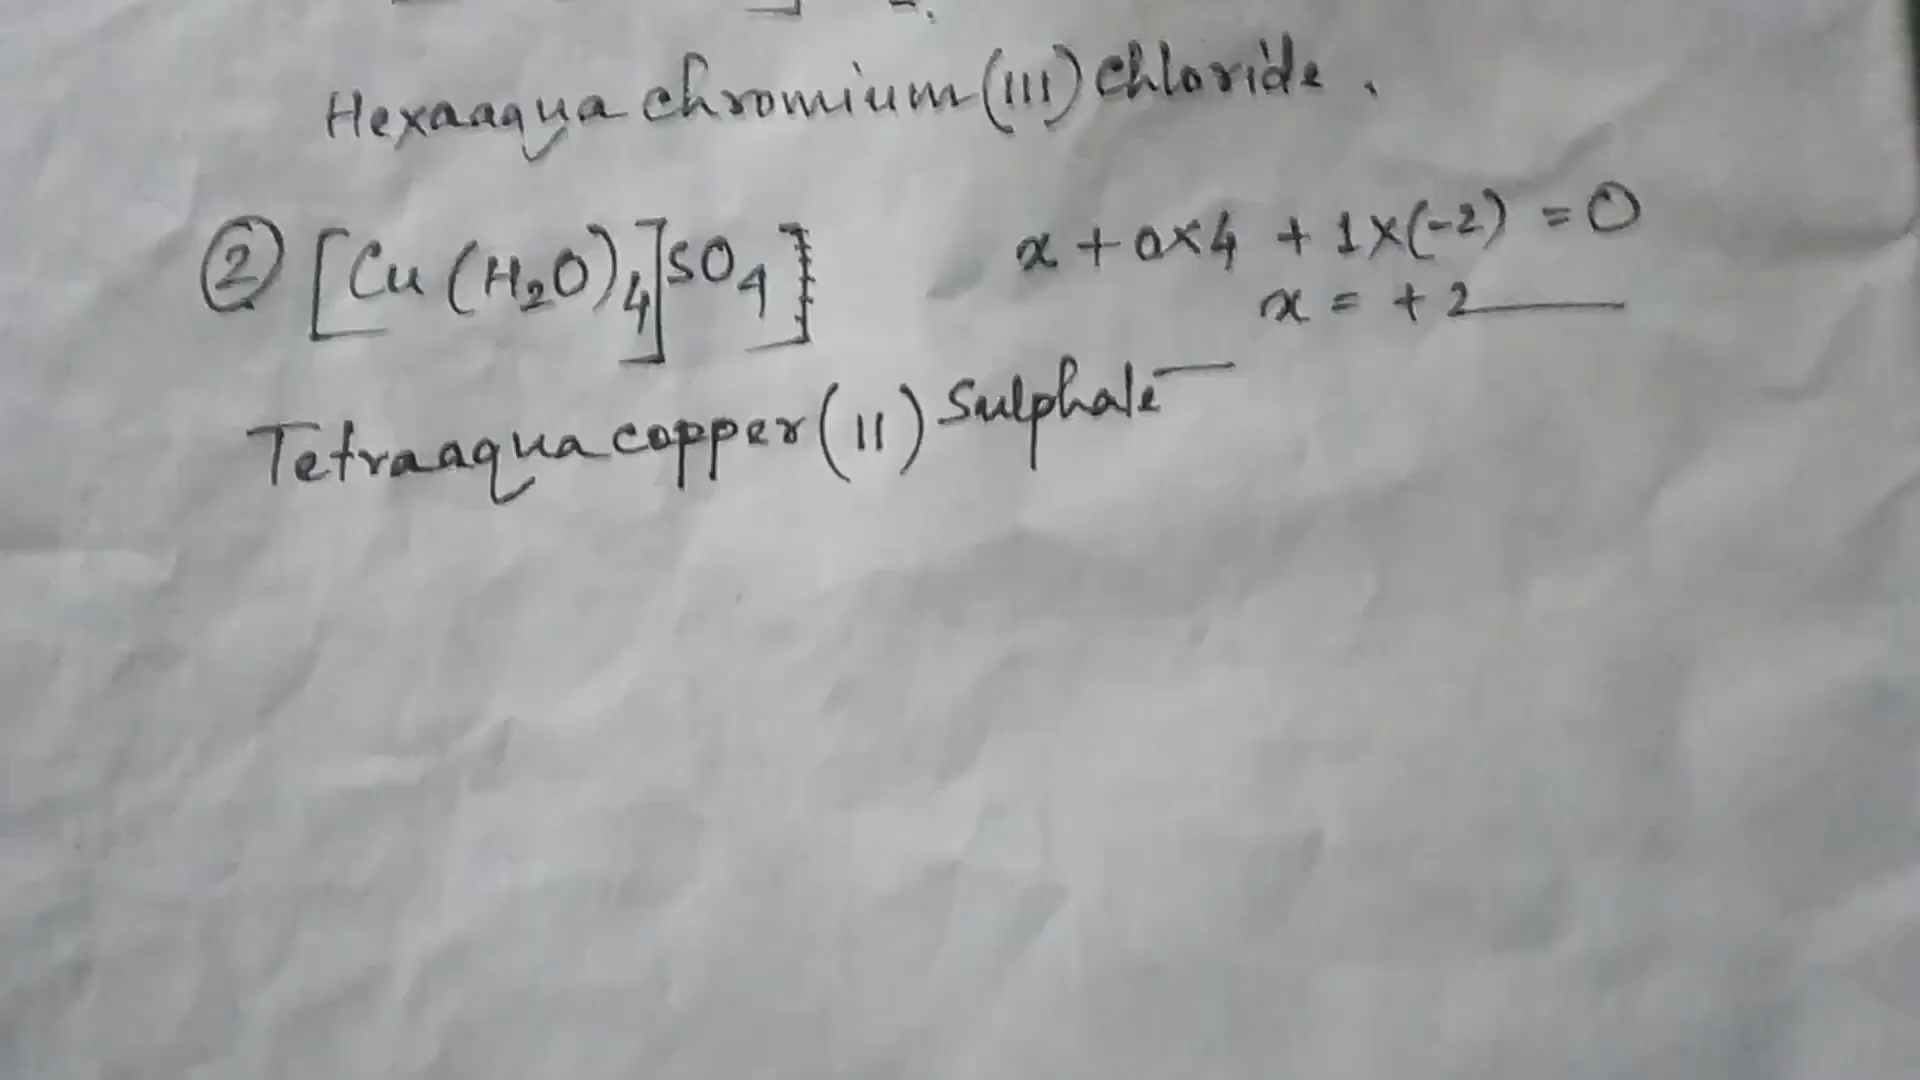 Hexaaqua chromium (III) chloride.
② [Cu(H₂O)₄]SO₄] x + 0×4 + 1×(-2) = 0
x = +2
Tetraaqua copper (II) Sulphate